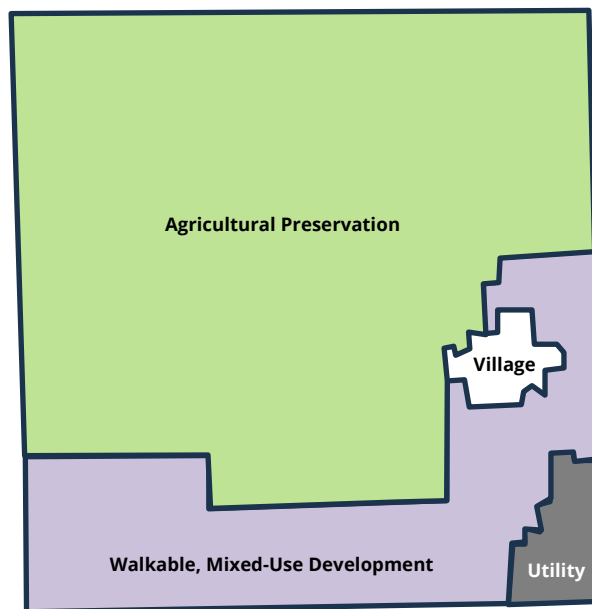 Agricultural Preservation
Village
Walkable, Mixed-Use Development
Utility